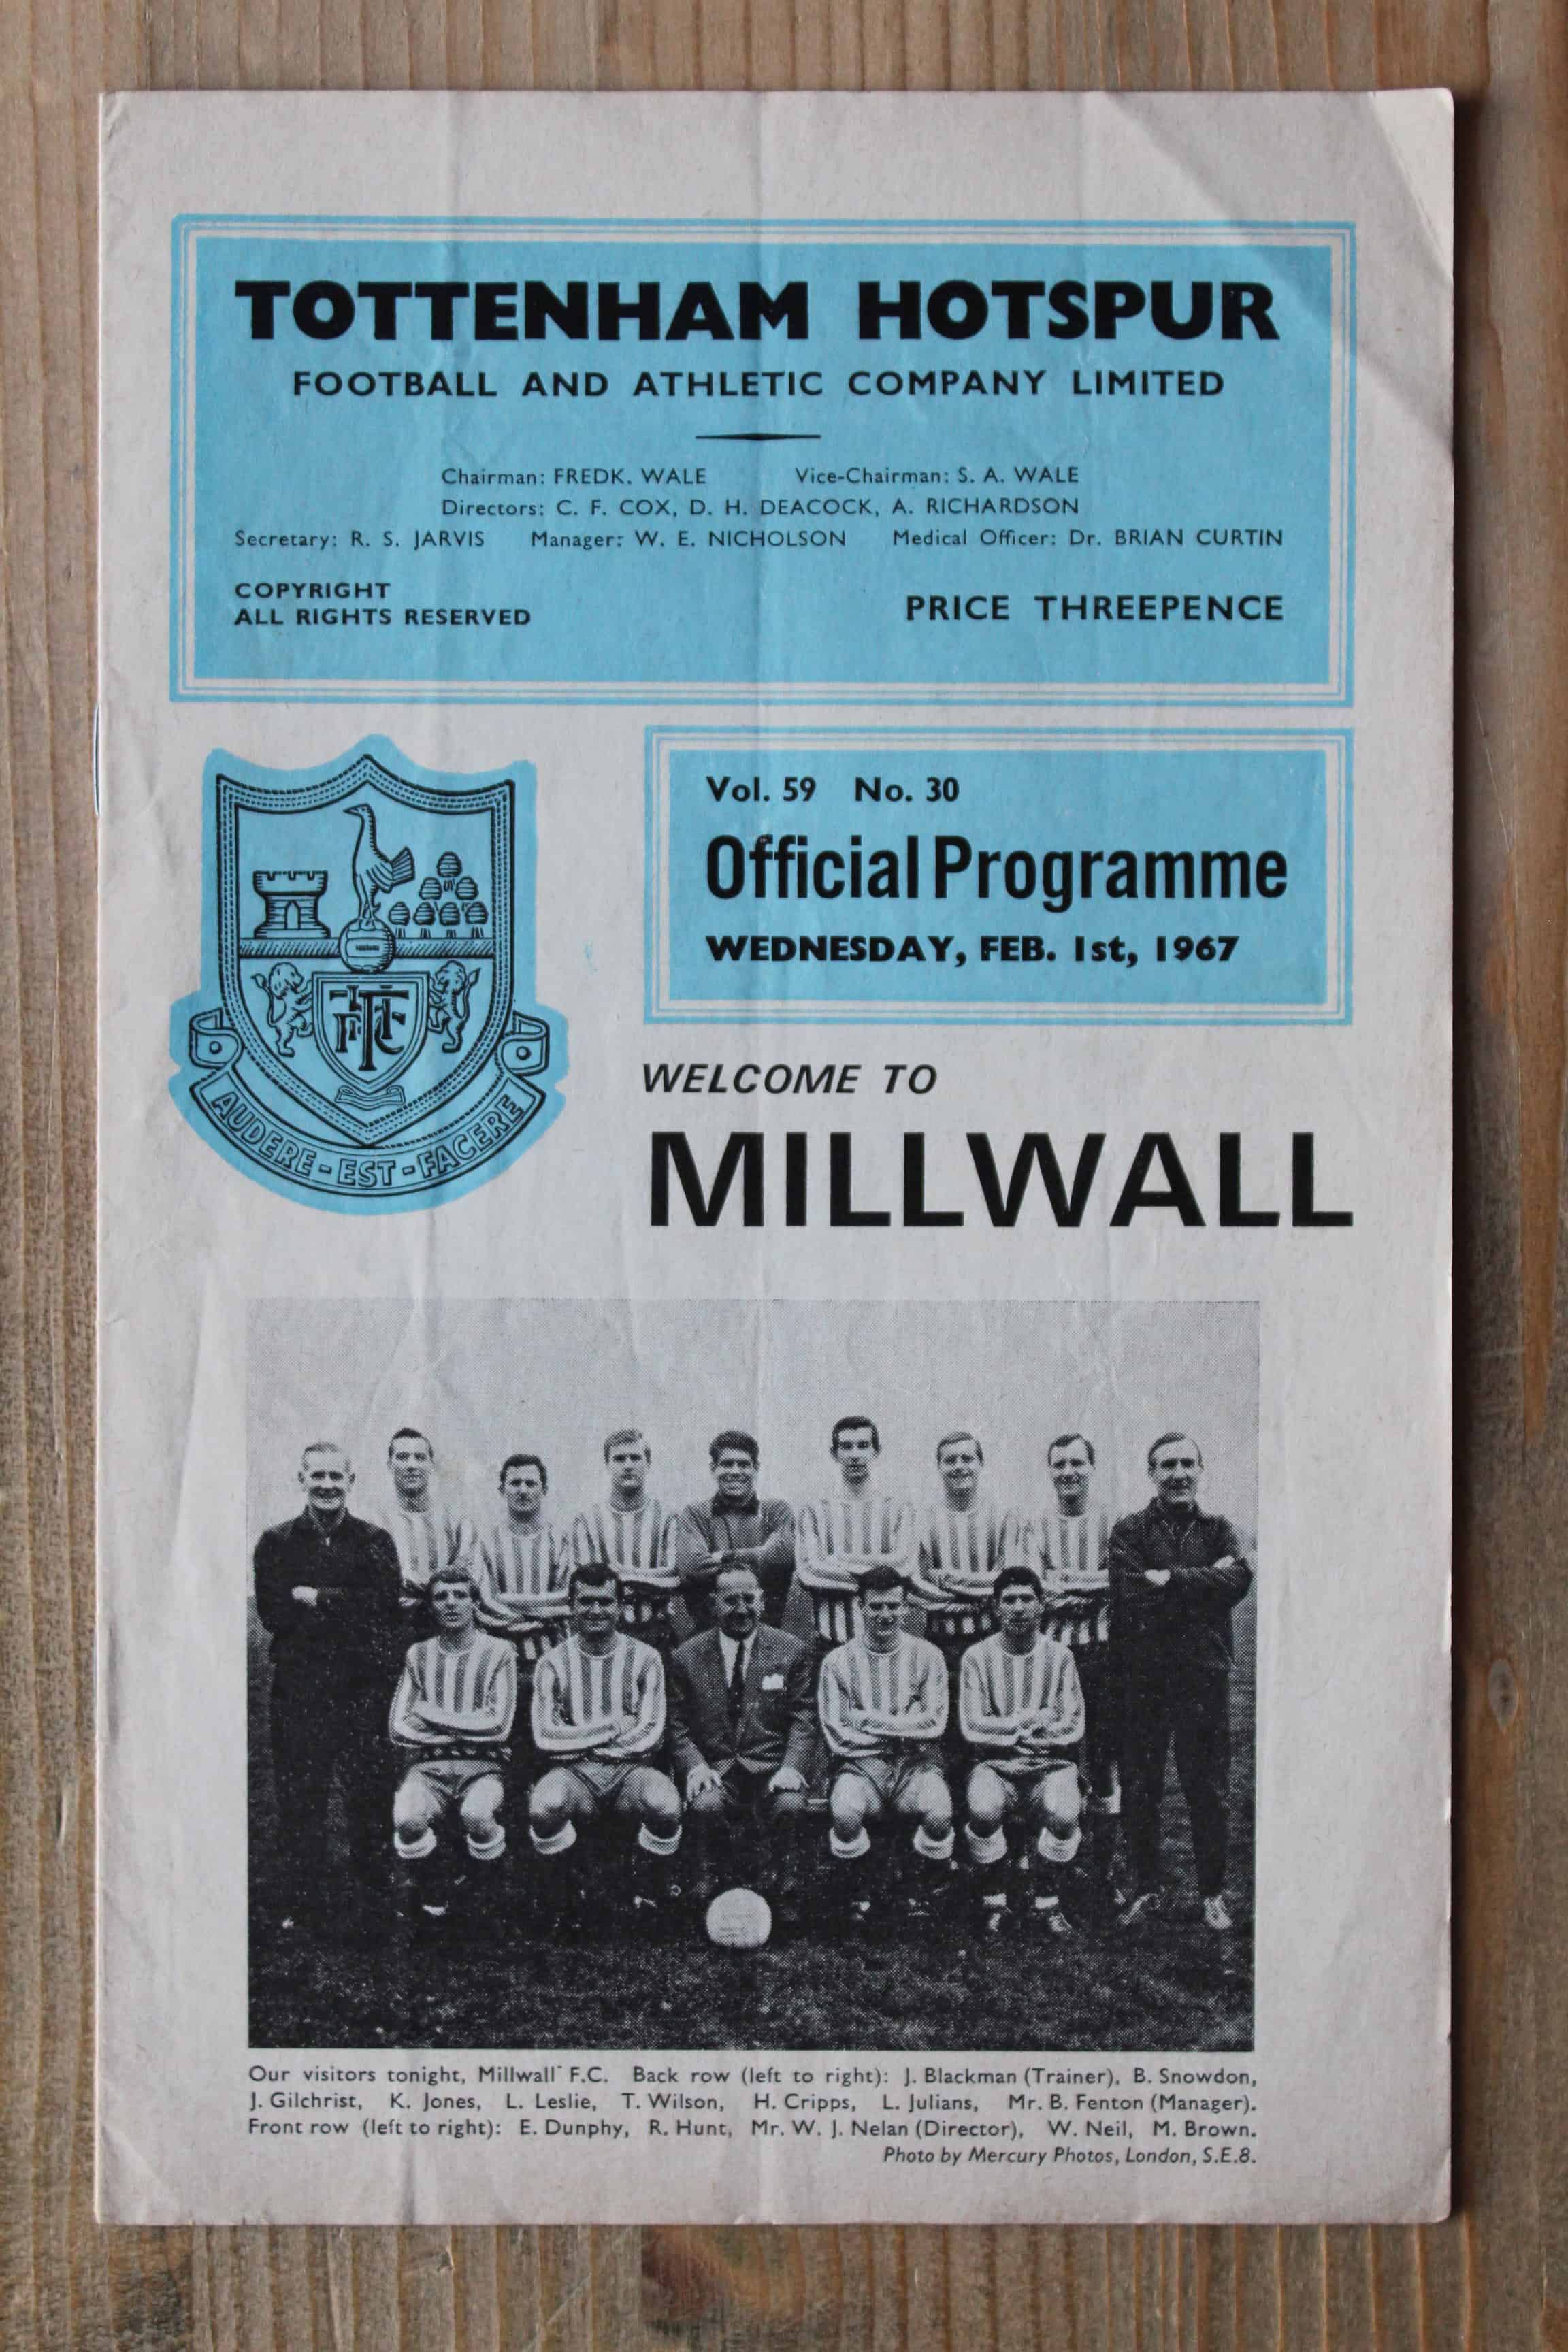 TOTTENHAM HOTSPUR
FOOTBALL AND ATHLETIC COMPANY LIMITED
Chairman: FREDK. WALE Vice-Chairman: S. A. WALE
Directors: C. F. COX, D. H. DEACOCK, A. RICHARDSON
Secretary: R. S. JARVIS Manager: W. E. NICHOLSON Medical Officer: Dr. BRIAN CURTIN
COPYRIGHT
ALL RIGHTS RESERVED
PRICE THREEPENCE
Vol. 59 No. 30
Official Programme
WEDNESDAY, FEB. 1st, 1967
AUDERE-EST-FACERE
WELCOME TO
MILLWALL
Our visitors tonight, Millwall F.C. Back row (left to right): J. Blackman (Trainer), B. Snowdon,
J. Gilchrist, K. Jones, L. Leslie, T. Wilson, H. Cripps, L. Julians, Mr. B. Fenton (Manager).
Front row (left to right): E. Dunphy, R. Hunt, Mr. W. J. Nelan (Director), W. Neil, M. Brown.
Photo by Mercury Photos, London, S.E.8.